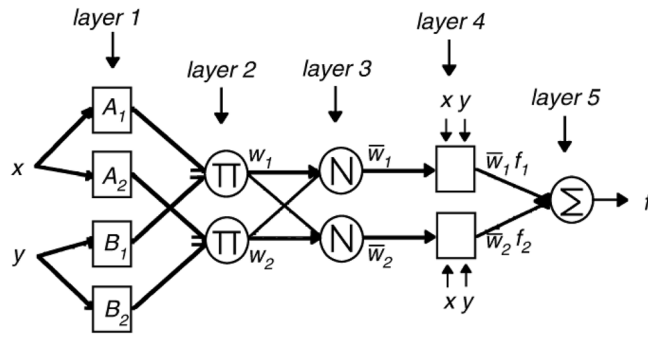 layer 1
layer 4
layer 2
layer 3
layer 5
x y
A₁
x
A₂
∏
w₁
N
w̅₁
w̅₁ f₁
Σ
f
y
B₁
∏
w₂
N
w̅₂
w̅₂ f₂
B₂
x y